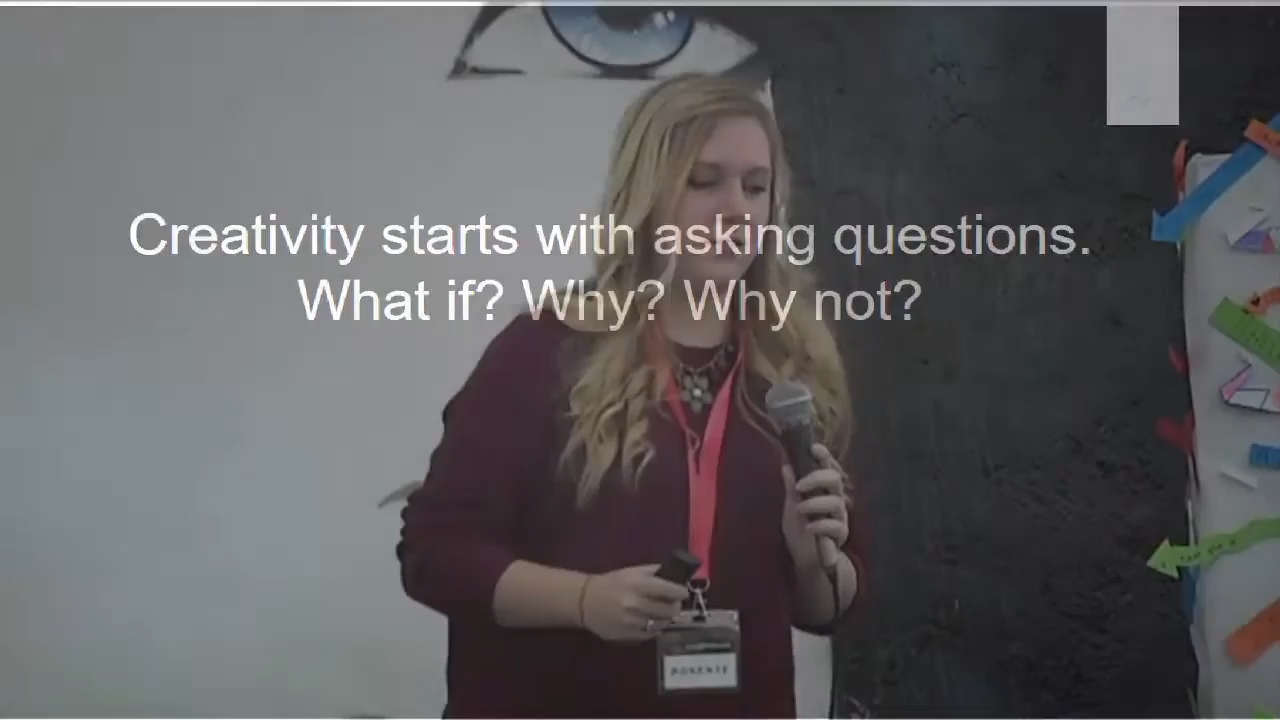 Creativity starts with asking questions.
What if? Why? Why not?
PONENTE